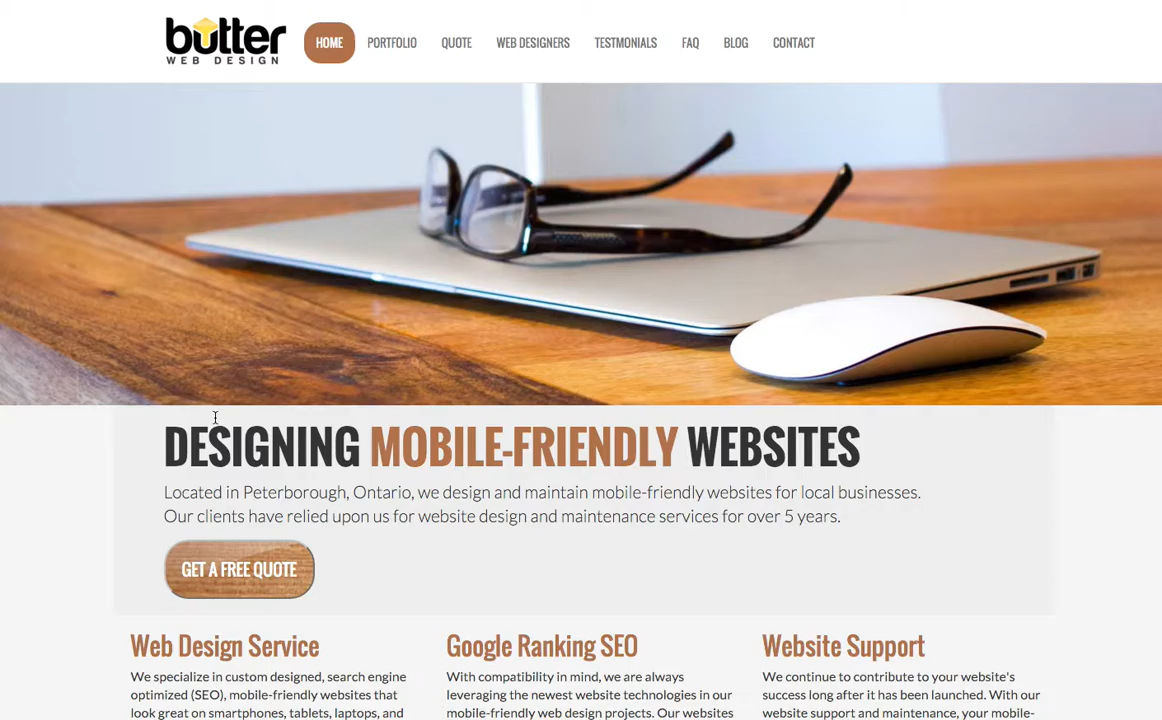 butter
WEB DESIGN
HOME PORTFOLIO QUOTE WEB DESIGNERS TESTIMONIALS FAQ BLOG CONTACT
DESIGNING MOBILE-FRIENDLY WEBSITES
Located in Peterborough, Ontario, we design and maintain mobile-friendly websites for local businesses.
Our clients have relied upon us for website design and maintenance services for over 5 years.
GET A FREE QUOTE
Web Design Service
We specialize in custom designed, search engine
optimized (SEO), mobile-friendly websites that
look great on smartphones, tablets, laptops, and
Google Ranking SEO
With compatibility in mind, we are always
leveraging the newest website technologies in our
mobile-friendly web design projects. Our websites
Website Support
We continue to contribute to your website's
success long after it has been launched. With our
website support and maintenance, your mobile-